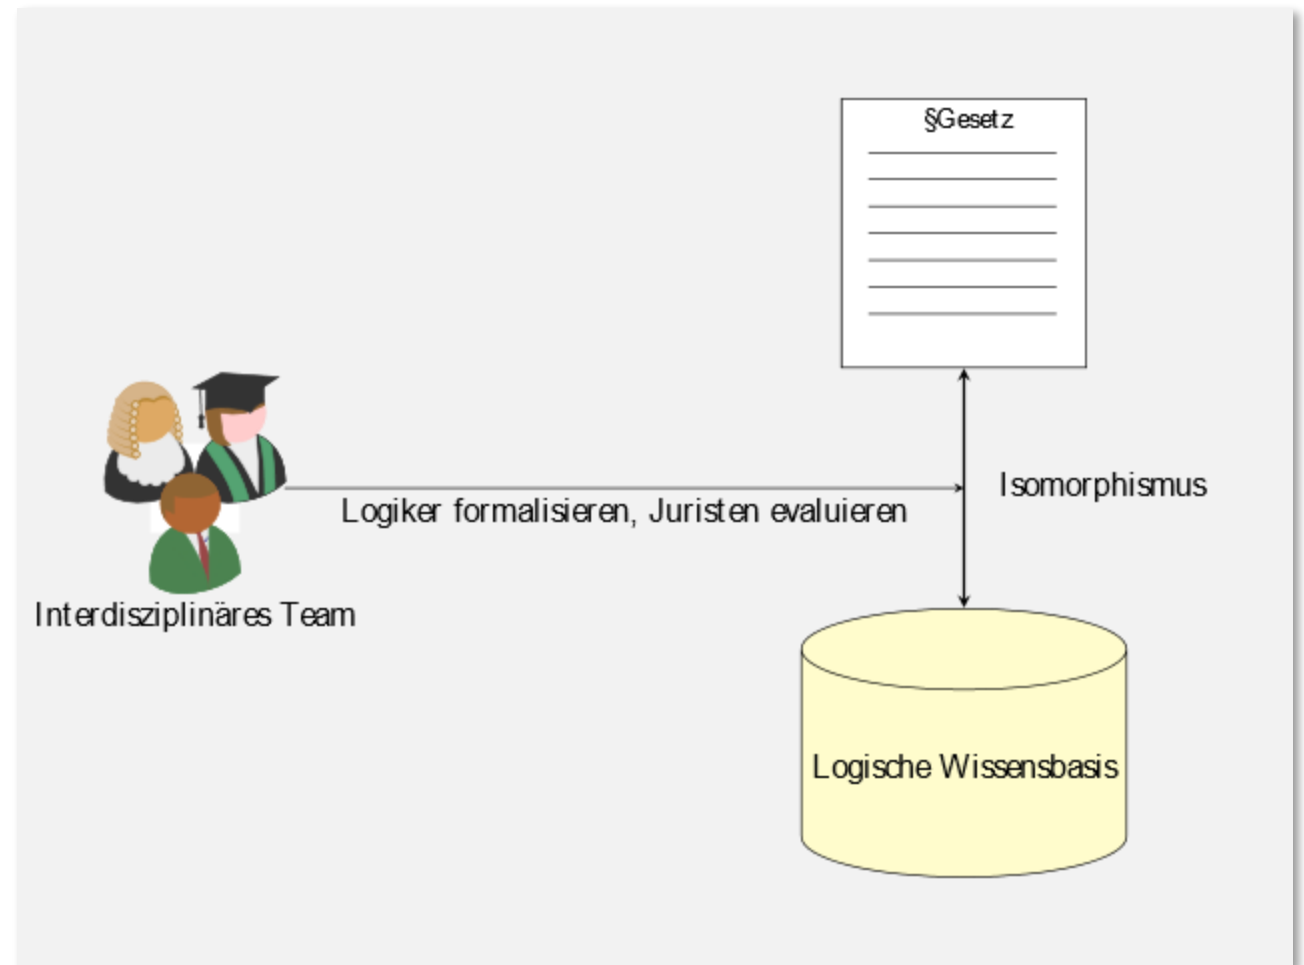 §Gesetz
Isomorphismus
Logiker formalisieren, Juristen evaluieren
Interdisziplinäres Team
Logische Wissensbasis